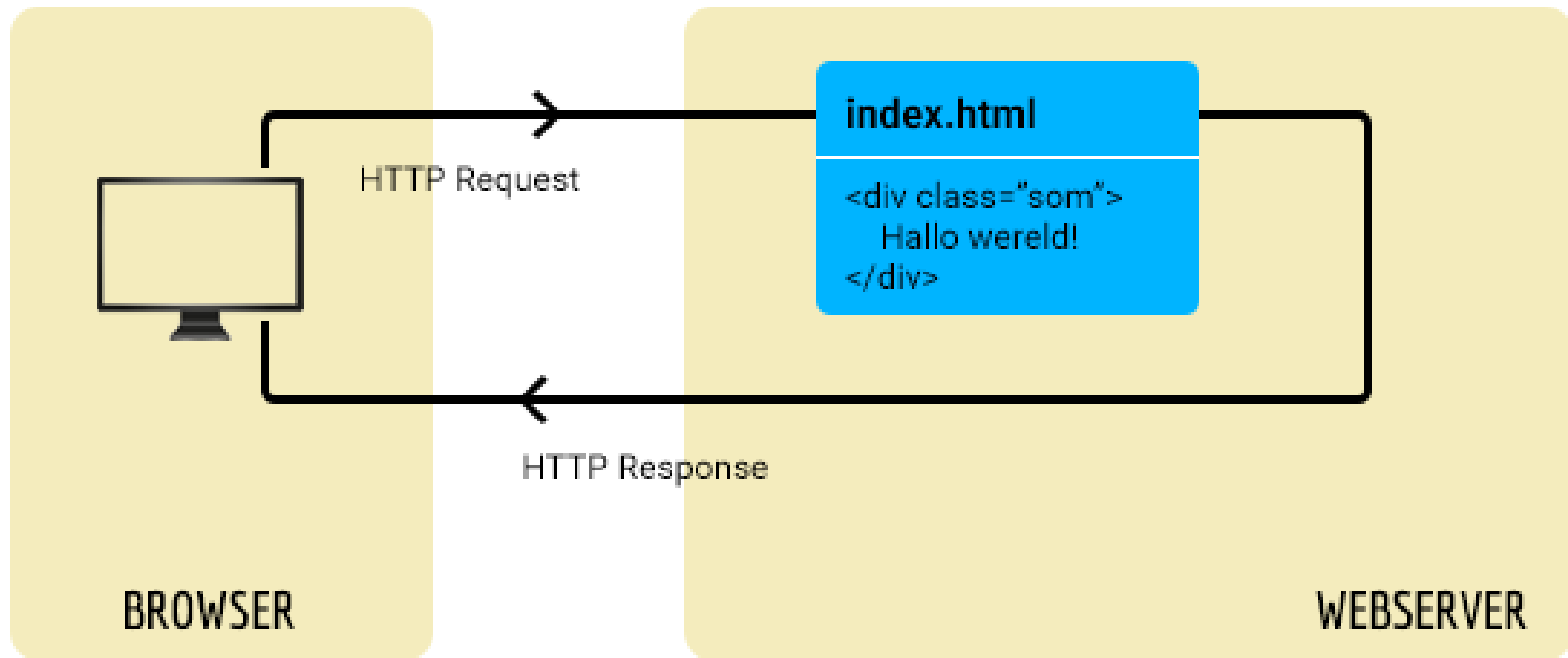 index.html
HTTP Request
<div class=”som”>
Hallo wereld!
</div>
HTTP Response
BROWSER
WEBSERVER